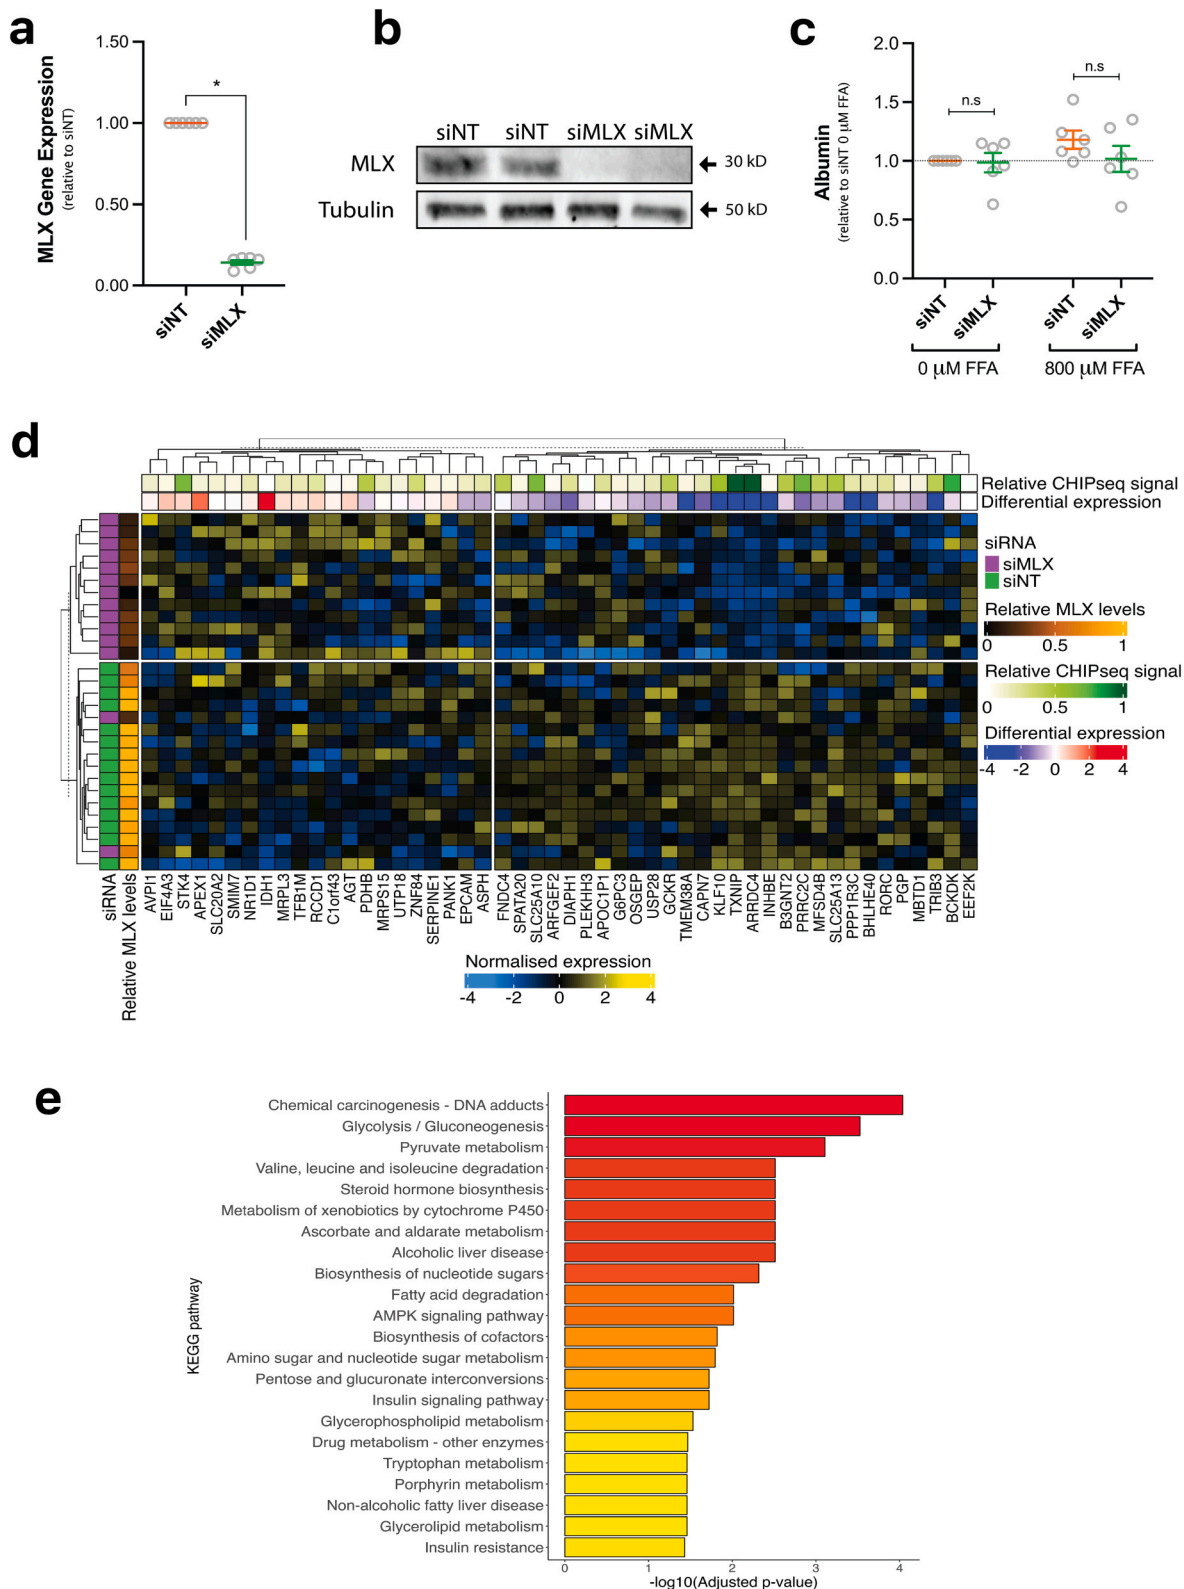 a
1.50
1.00
0.50
0.00
MLX Gene Expression
(relative to siNT)
*
siNT
siMLX
b
siNT siNT siMLX siMLX
MLX
30 kD
Tubulin
50 kD
c
2.0
1.5
1.0
0.5
0.0
Albumin
(relative to siNT 0 µM FFA)
n.s
n.s
siNT
siMLX
siNT
siMLX
0 µM FFA
800 µM FFA
d
Relative CHIPseq signal
Differential expression
siRNA
siMLX
siNT
Relative MLX levels
0 0.5 1
Relative CHIPseq signal
0 0.5 1
Differential expression
-4 -2 0 2 4
siRNA
Relative MLX levels
AVPI1
EIF4A3
STK4
APEX1
SLC20A2
SMIM7
NR1D1
IDH1
MRPL3
TFB1M
RCCD1
C1orf43
AGT
PDHB
MRPS15
UTP18
ZNF84
SERPINE1
PANK1
EPCAM
ASPH
FNDC4
SPATA20
SLC25A10
ARFGEF2
DIAPH1
PLEKHH3
APOC1P1
G6PC3
OSGEP
USP28
GCKR
TMEM38A
CAPN7
KLF10
TXNIP
ARRDC4
INHBE
B3GNT2
PRRC2C
MFSD4B
SLC25A13
PPP1R3C
BHLHE40
RORC
PGP
MBTD1
TRIB3
BCKDK
EEF2K
Normalised expression
-4 -2 0 2 4
e
KEGG pathway
Chemical carcinogenesis - DNA adducts
Glycolysis / Gluconeogenesis
Pyruvate metabolism
Valine, leucine and isoleucine degradation
Steroid hormone biosynthesis
Metabolism of xenobiotics by cytochrome P450
Ascorbate and aldarate metabolism
Alcoholic liver disease
Biosynthesis of nucleotide sugars
Fatty acid degradation
AMPK signaling pathway
Biosynthesis of cofactors
Amino sugar and nucleotide sugar metabolism
Pentose and glucuronate interconversions
Insulin signaling pathway
Glycerophospholipid metabolism
Drug metabolism - other enzymes
Tryptophan metabolism
Porphyrin metabolism
Non-alcoholic fatty liver disease
Glycerolipid metabolism
Insulin resistance
0 1 2 3 4
-log10(Adjusted p-value)